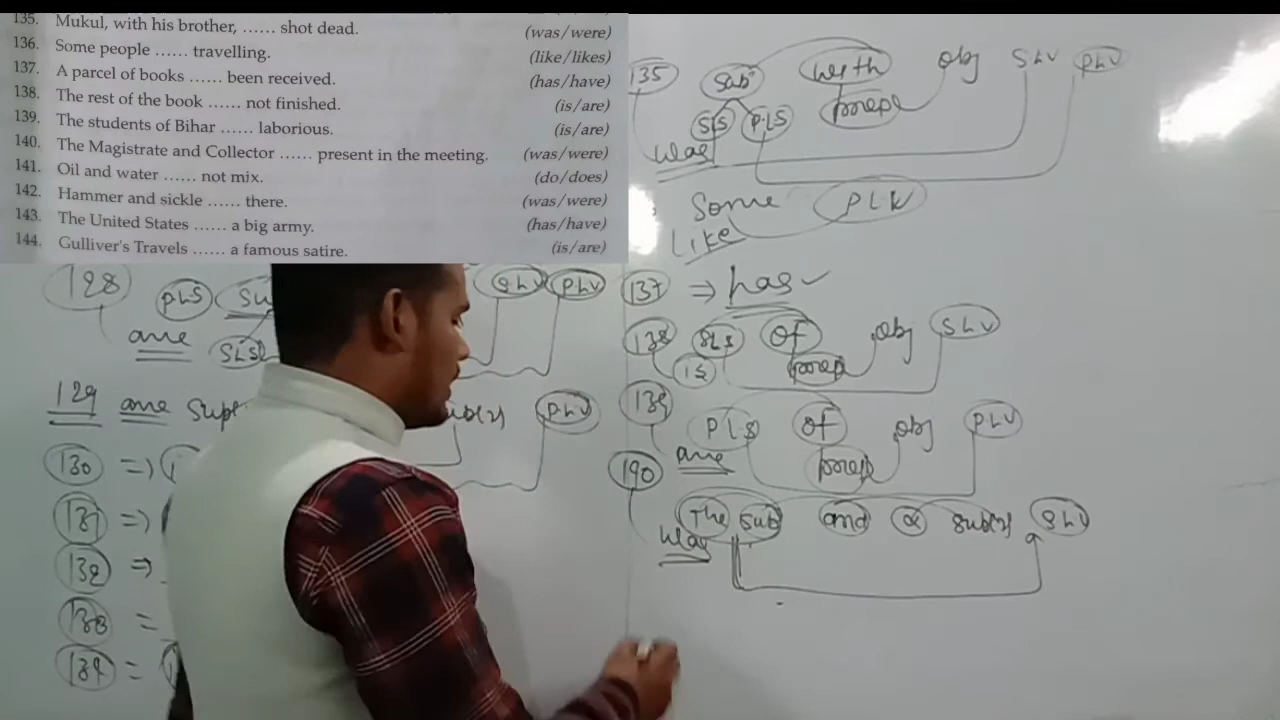 135. Mukul, with his brother, ...... shot dead. (was/were)
136. Some people ...... travelling. (like/likes)
137. A parcel of books ...... been received. (has/have)
138. The rest of the book ...... not finished. (is/are)
139. The students of Bihar ...... laborious. (is/are)
140. The Magistrate and Collector ...... present in the meeting. (was/were)
141. Oil and water ...... not mix. (do/does)
142. Hammer and sickle ...... there. (was/were)
143. The United States ...... a big army. (has/have)
144. Gulliver's Travels ...... a famous satire. (is/are)
128 PLS Su SLV PLV
are SLS
129 are PLV
130 =>
131 =>
132 =>
133 =
134 =
135 Sub with obj SLV PLV
SLS PLS prep
was
Some PLV
like
137 => has
138 SLS of obj SLV
is prep
139 PLS of obj PLV
are prep
190
The Sub and sub(2) SLV
was